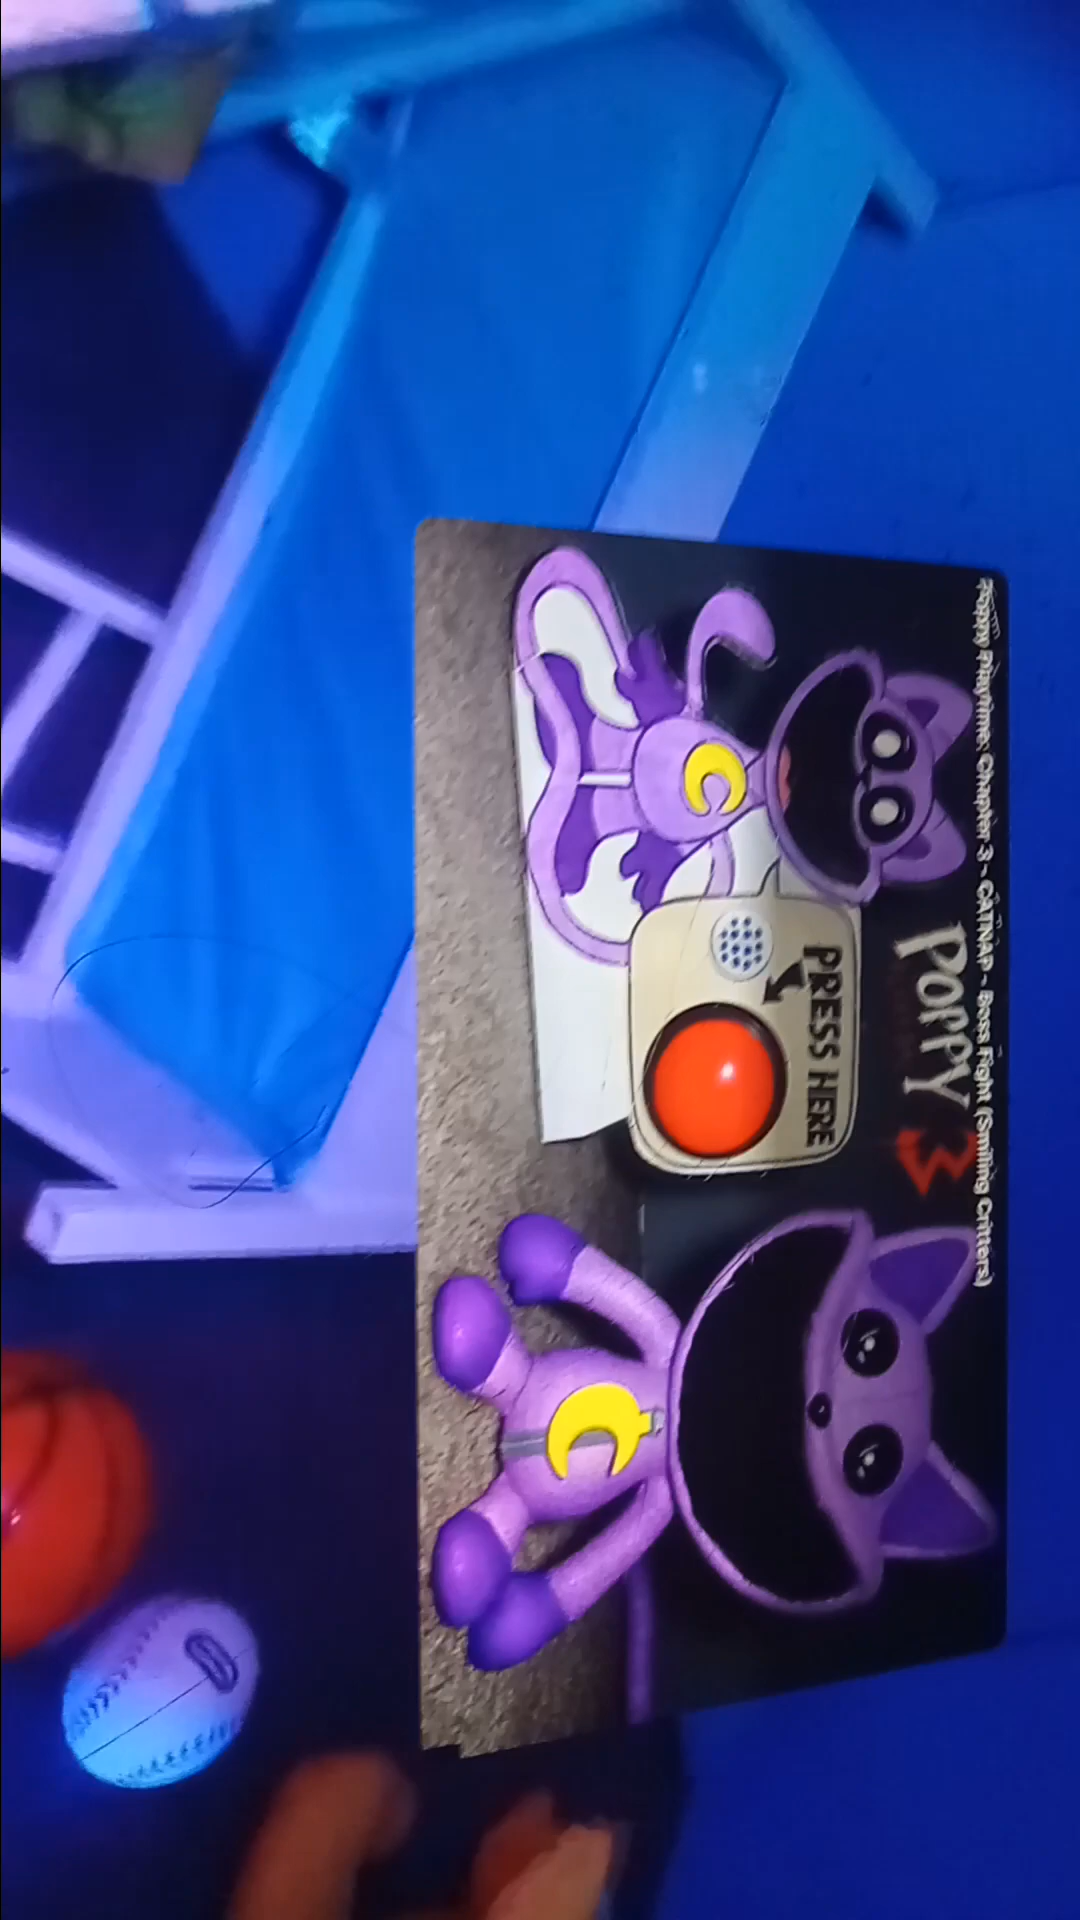 Poppy Playtime: Chapter 3 - CATNAP - Boss Fight (Smiling Critters)
POPPY
3
PRESS HERE